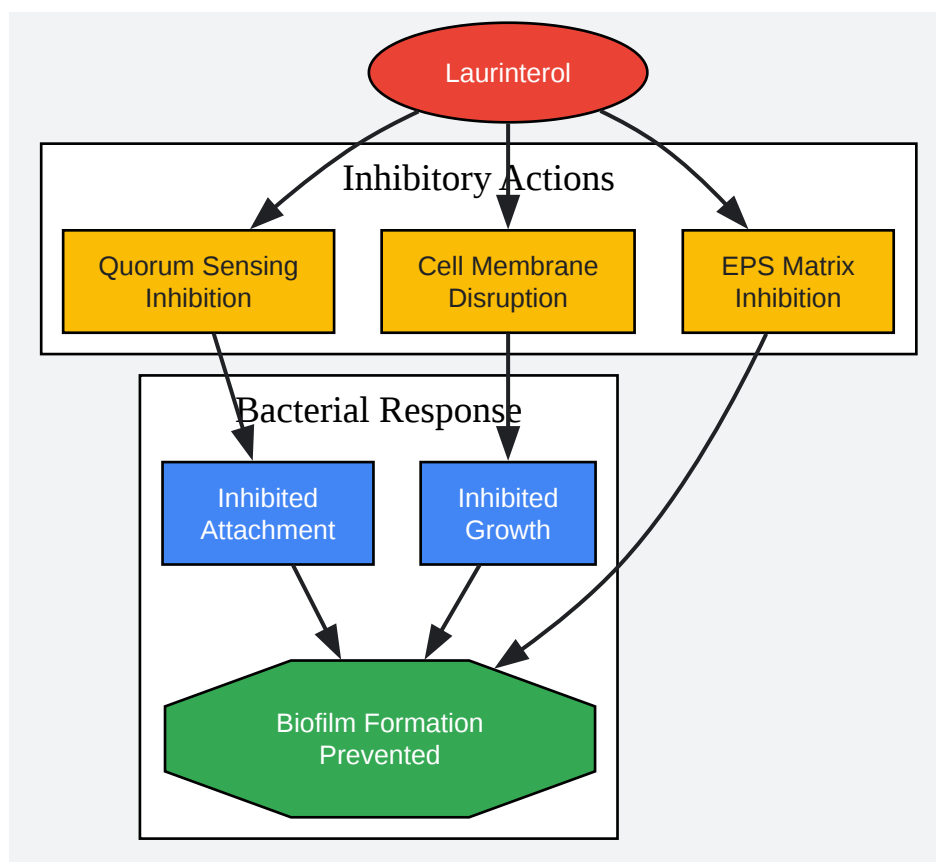 Laurinterol
Inhibitory Actions
Quorum Sensing
Inhibition
Cell Membrane
Disruption
EPS Matrix
Inhibition
Bacterial Response
Inhibited
Attachment
Inhibited
Growth
Biofilm Formation
Prevented